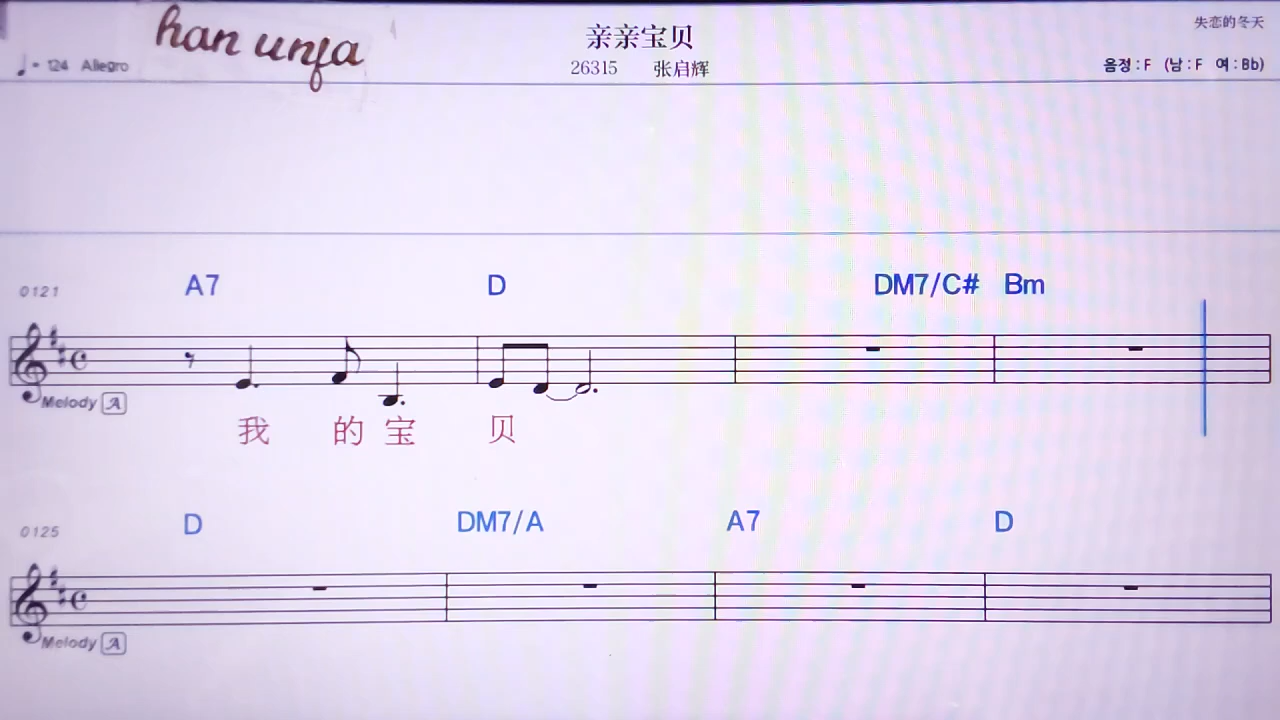 han unfa
亲亲宝贝
失恋的冬天
♩= 124 Allegro
26315 张启辉
음정 : F (남 : F 여 : Bb)
0121
A7 D DM7/C# Bm
Melody A
我 的 宝 贝
0125
D DM7/A A7 D
Melody A